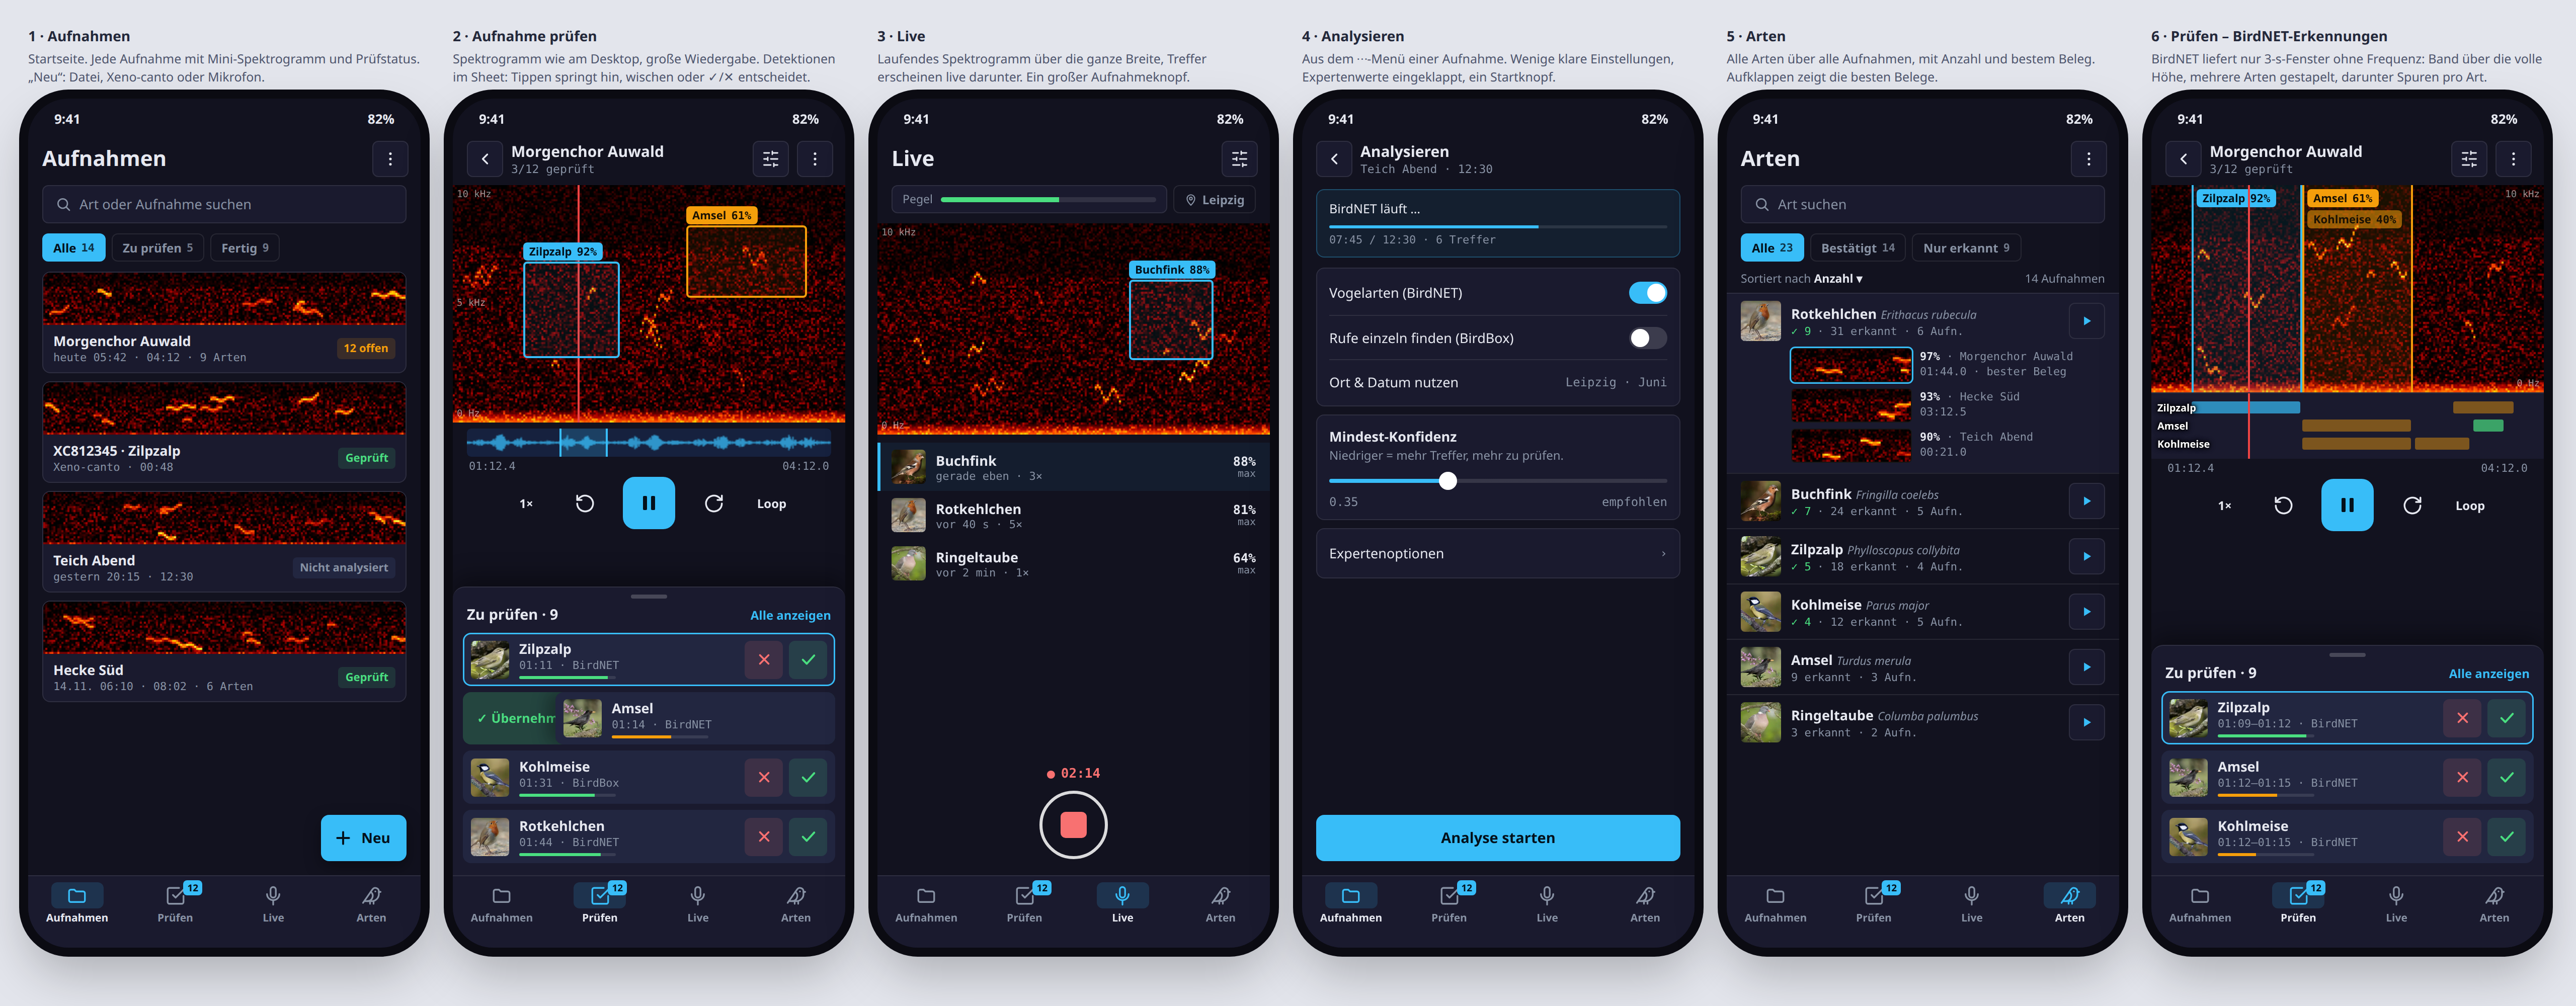 1 · Aufnahmen
Startseite. Jede Aufnahme mit Mini-Spektrogramm und Prüfstatus.
„Neu“: Datei, Xeno-canto oder Mikrofon.
9:41
82%
Aufnahmen
Art oder Aufnahme suchen
Alle 14
Zu prüfen 5
Fertig 9
Morgenchor Auwald
heute 05:42 · 04:12 · 9 Arten
12 offen
XC812345 · Zilpzalp
Xeno-canto · 00:48
Geprüft
Teich Abend
gestern 20:15 · 12:30
Nicht analysiert
Hecke Süd
14.11. 06:10 · 08:02 · 6 Arten
Geprüft
+ Neu
12
Aufnahmen
Prüfen
Live
Arten
2 · Aufnahme prüfen
Spektrogramm wie am Desktop, große Wiedergabe. Detektionen
im Sheet: Tippen springt hin, wischen oder ✓/✕ entscheidet.
9:41
82%
Morgenchor Auwald
3/12 geprüft
10 kHz
Amsel 61%
Zilpzalp 92%
5 kHz
0 Hz
01:12.4
04:12.0
1×
Loop
Zu prüfen · 9
Alle anzeigen
Zilpzalp
01:11 · BirdNET
✓ Übernehm
Amsel
01:14 · BirdNET
Kohlmeise
01:31 · BirdBox
Rotkehlchen
01:44 · BirdNET
12
Aufnahmen
Prüfen
Live
Arten
3 · Live
Laufendes Spektrogramm über die ganze Breite, Treffer
erscheinen live darunter. Ein großer Aufnahmeknopf.
9:41
82%
Live
Pegel
Leipzig
10 kHz
Buchfink 88%
0 Hz
Buchfink
gerade eben · 3×
88%
max
Rotkehlchen
vor 40 s · 5×
81%
max
Ringeltaube
vor 2 min · 1×
64%
max
02:14
12
Aufnahmen
Prüfen
Live
Arten
4 · Analysieren
Aus dem ···-Menü einer Aufnahme. Wenige klare Einstellungen,
Expertenwerte eingeklappt, ein Startknopf.
9:41
82%
Analysieren
Teich Abend · 12:30
BirdNET läuft …
07:45 / 12:30 · 6 Treffer
Vogelarten (BirdNET)
Rufe einzeln finden (BirdBox)
Ort & Datum nutzen
Leipzig · Juni
Mindest-Konfidenz
Niedriger = mehr Treffer, mehr zu prüfen.
0.35
empfohlen
Expertenoptionen ›
Analyse starten
12
Aufnahmen
Prüfen
Live
Arten
5 · Arten
Alle Arten über alle Aufnahmen, mit Anzahl und bestem Beleg.
Aufklappen zeigt die besten Belege.
9:41
82%
Arten
Art suchen
Alle 23
Bestätigt 14
Nur erkannt 9
Sortiert nach Anzahl ▾
14 Aufnahmen
Rotkehlchen Erithacus rubecula
✓ 9 · 31 erkannt · 6 Aufn.
97% · Morgenchor Auwald
01:44.0 · bester Beleg
93% · Hecke Süd
03:12.5
90% · Teich Abend
00:21.0
Buchfink Fringilla coelebs
✓ 7 · 24 erkannt · 5 Aufn.
Zilpzalp Phylloscopus collybita
✓ 5 · 18 erkannt · 4 Aufn.
Kohlmeise Parus major
✓ 4 · 12 erkannt · 5 Aufn.
Amsel Turdus merula
9 erkannt · 3 Aufn.
Ringeltaube Columba palumbus
3 erkannt · 2 Aufn.
12
Aufnahmen
Prüfen
Live
Arten
6 · Prüfen – BirdNET-Erkennungen
BirdNET liefert nur 3-s-Fenster ohne Frequenz: Band über die volle
Höhe, mehrere Arten gestapelt, darunter Spuren pro Art.
9:41
82%
Morgenchor Auwald
3/12 geprüft
Zilpzalp 92%
Amsel 61%
10 kHz
Kohlmeise 40%
0 Hz
Zilpzalp
Amsel
Kohlmeise
01:12.4
04:12.0
1×
Loop
Zu prüfen · 9
Alle anzeigen
Zilpzalp
01:09–01:12 · BirdNET
Amsel
01:12–01:15 · BirdNET
Kohlmeise
01:12–01:15 · BirdNET
12
Aufnahmen
Prüfen
Live
Arten